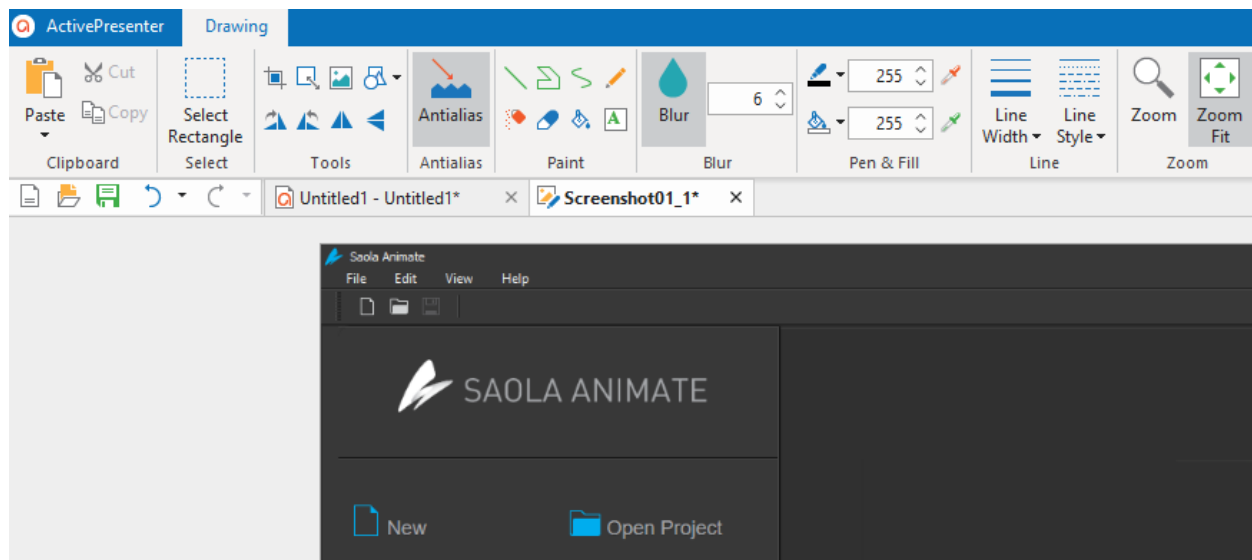 ActivePresenter Drawing
Cut
Copy
Paste
Select
Rectangle
Antialias
A
Blur
6
255
255
Line
Width
Line
Style
Zoom
Zoom
Fit
Clipboard Select Tools Antialias Paint Blur Pen & Fill Line Zoom
Untitled1 - Untitled1* Screenshot01_1*
Saola Animate
File Edit View Help
SAOLA ANIMATE
New Open Project